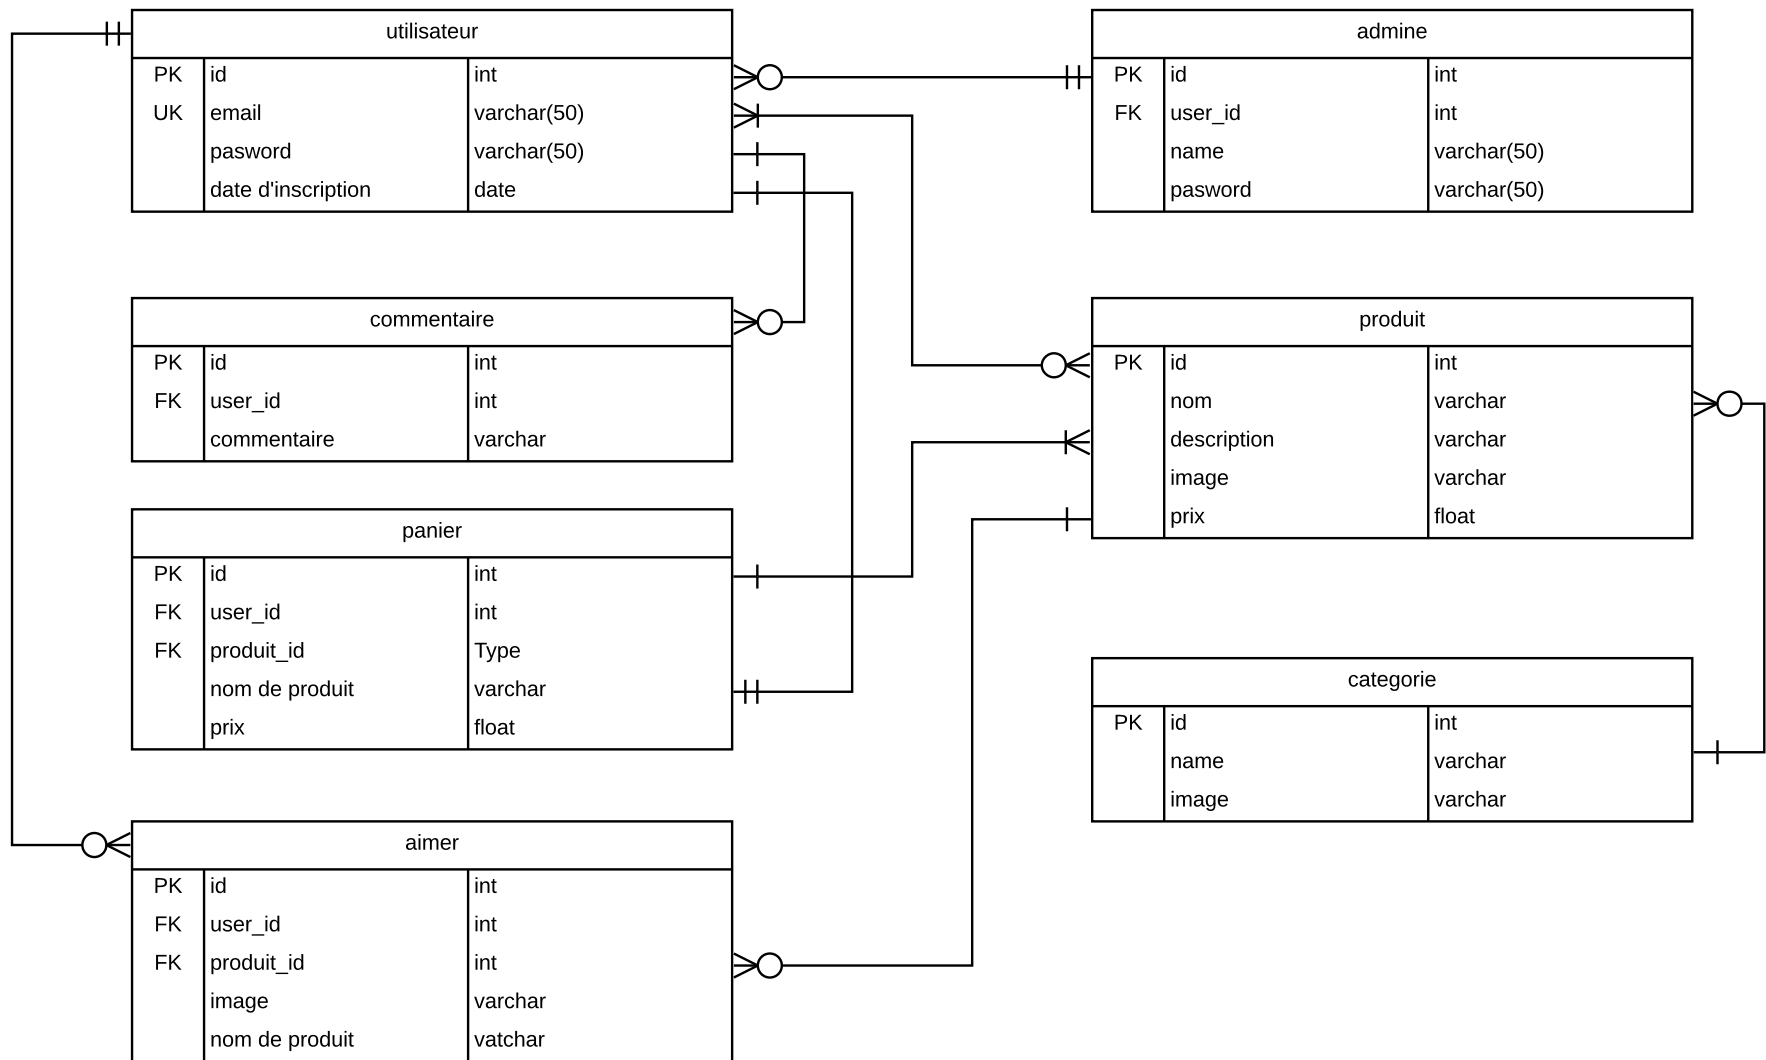 utilisateur
PK id int
UK email varchar(50)
pasword varchar(50)
date d'inscription date
admine
PK id int
FK user_id int
name varchar(50)
pasword varchar(50)
commentaire
PK id int
FK user_id int
commentaire varchar
produit
PK id int
nom varchar
description varchar
image varchar
prix float
panier
PK id int
FK user_id int
FK produit_id Type
nom de produit varchar
prix float
categorie
PK id int
name varchar
image varchar
aimer
PK id int
FK user_id int
FK produit_id int
image varchar
nom de produit vatchar